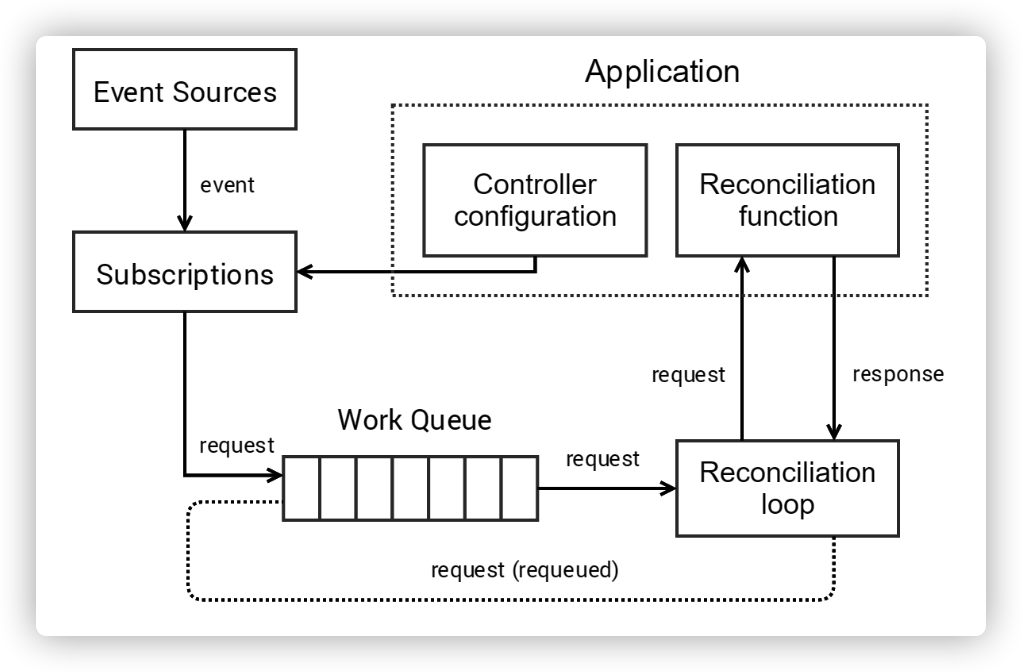 Event Sources
Application
event
Controller
configuration
Reconciliation
function
Subscriptions
request
response
Work Queue
request
request
Reconciliation
loop
request (requeued)